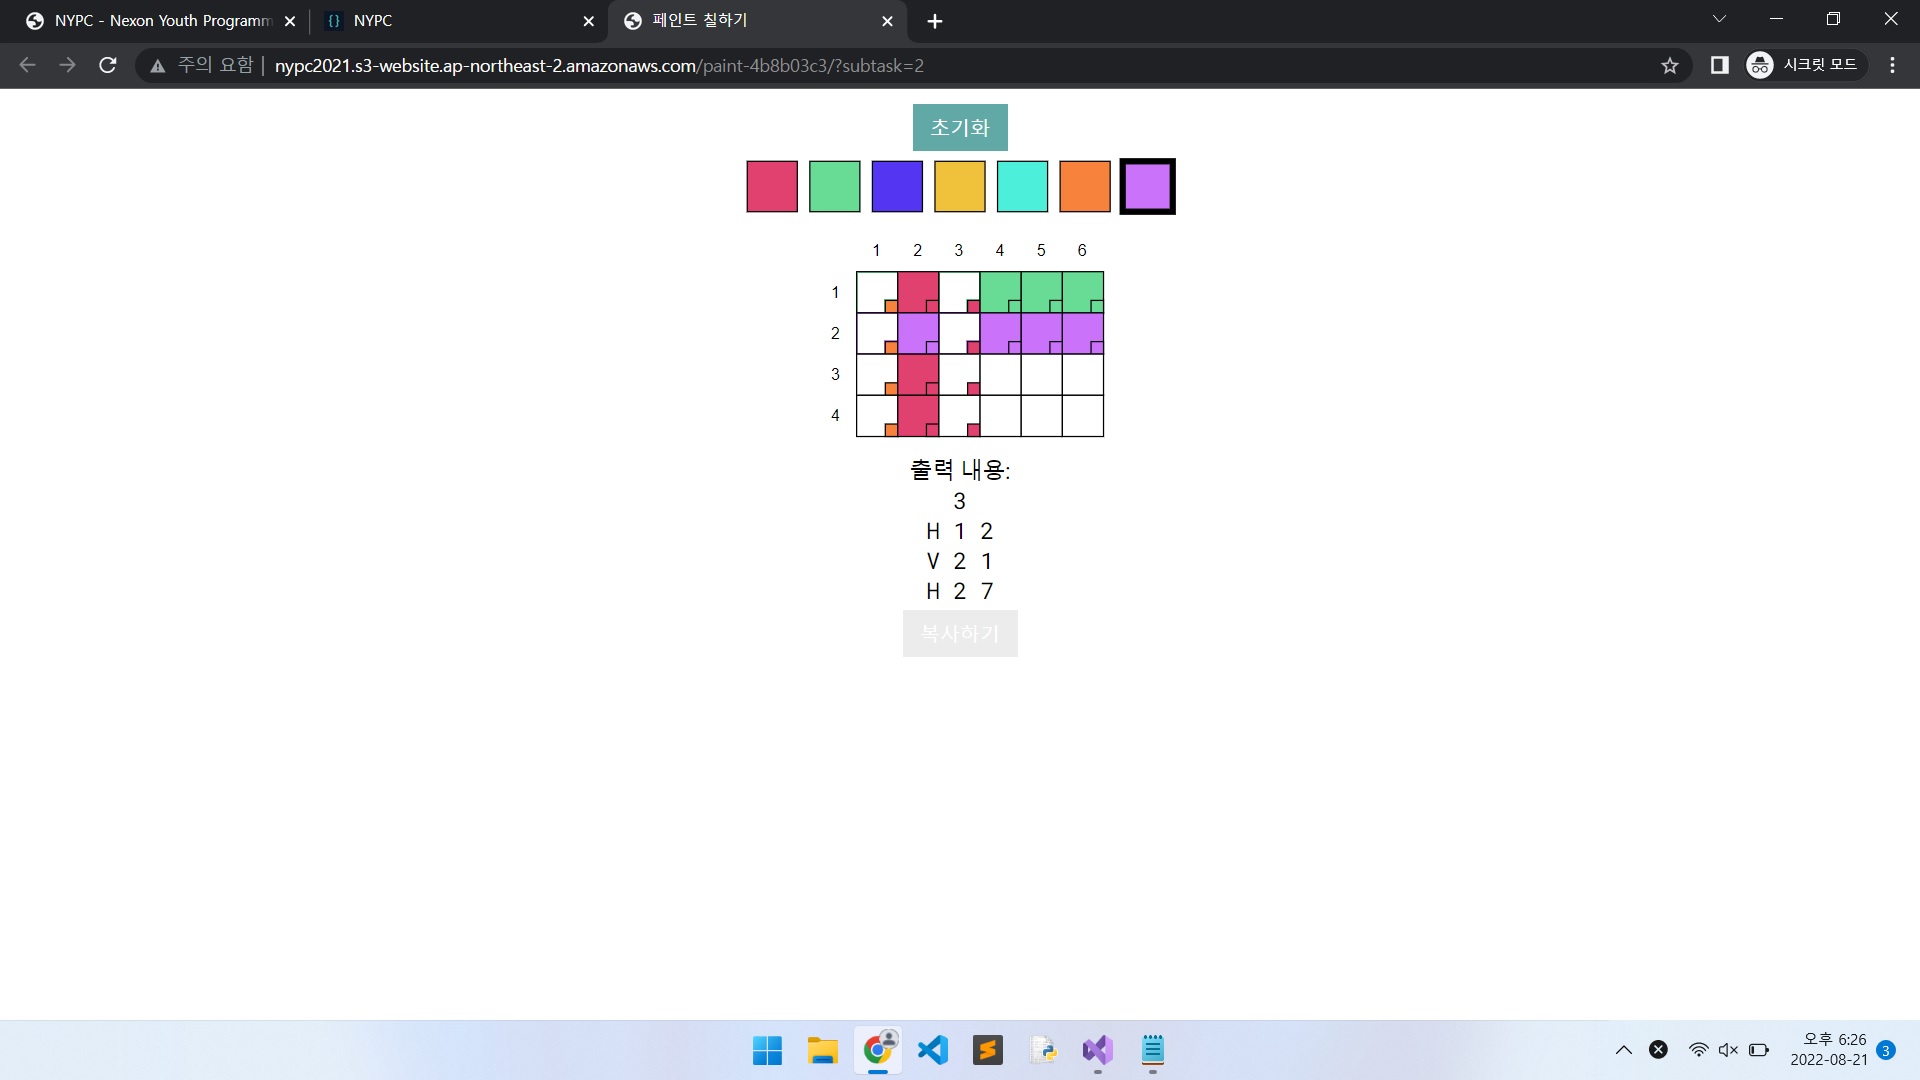 NYPC - Nexon Youth Programm
NYPC
페인트 칠하기
주의 요함
nypc2021.s3-website.ap-northeast-2.amazonaws.com/paint-4b8b03c3/?subtask=2
시크릿 모드
초기화
1 2 3 4 5 6
1
2
3
4
출력 내용:
3
H 1 2
V 2 1
H 2 7
복사하기
오후 6:26
2022-08-21
3